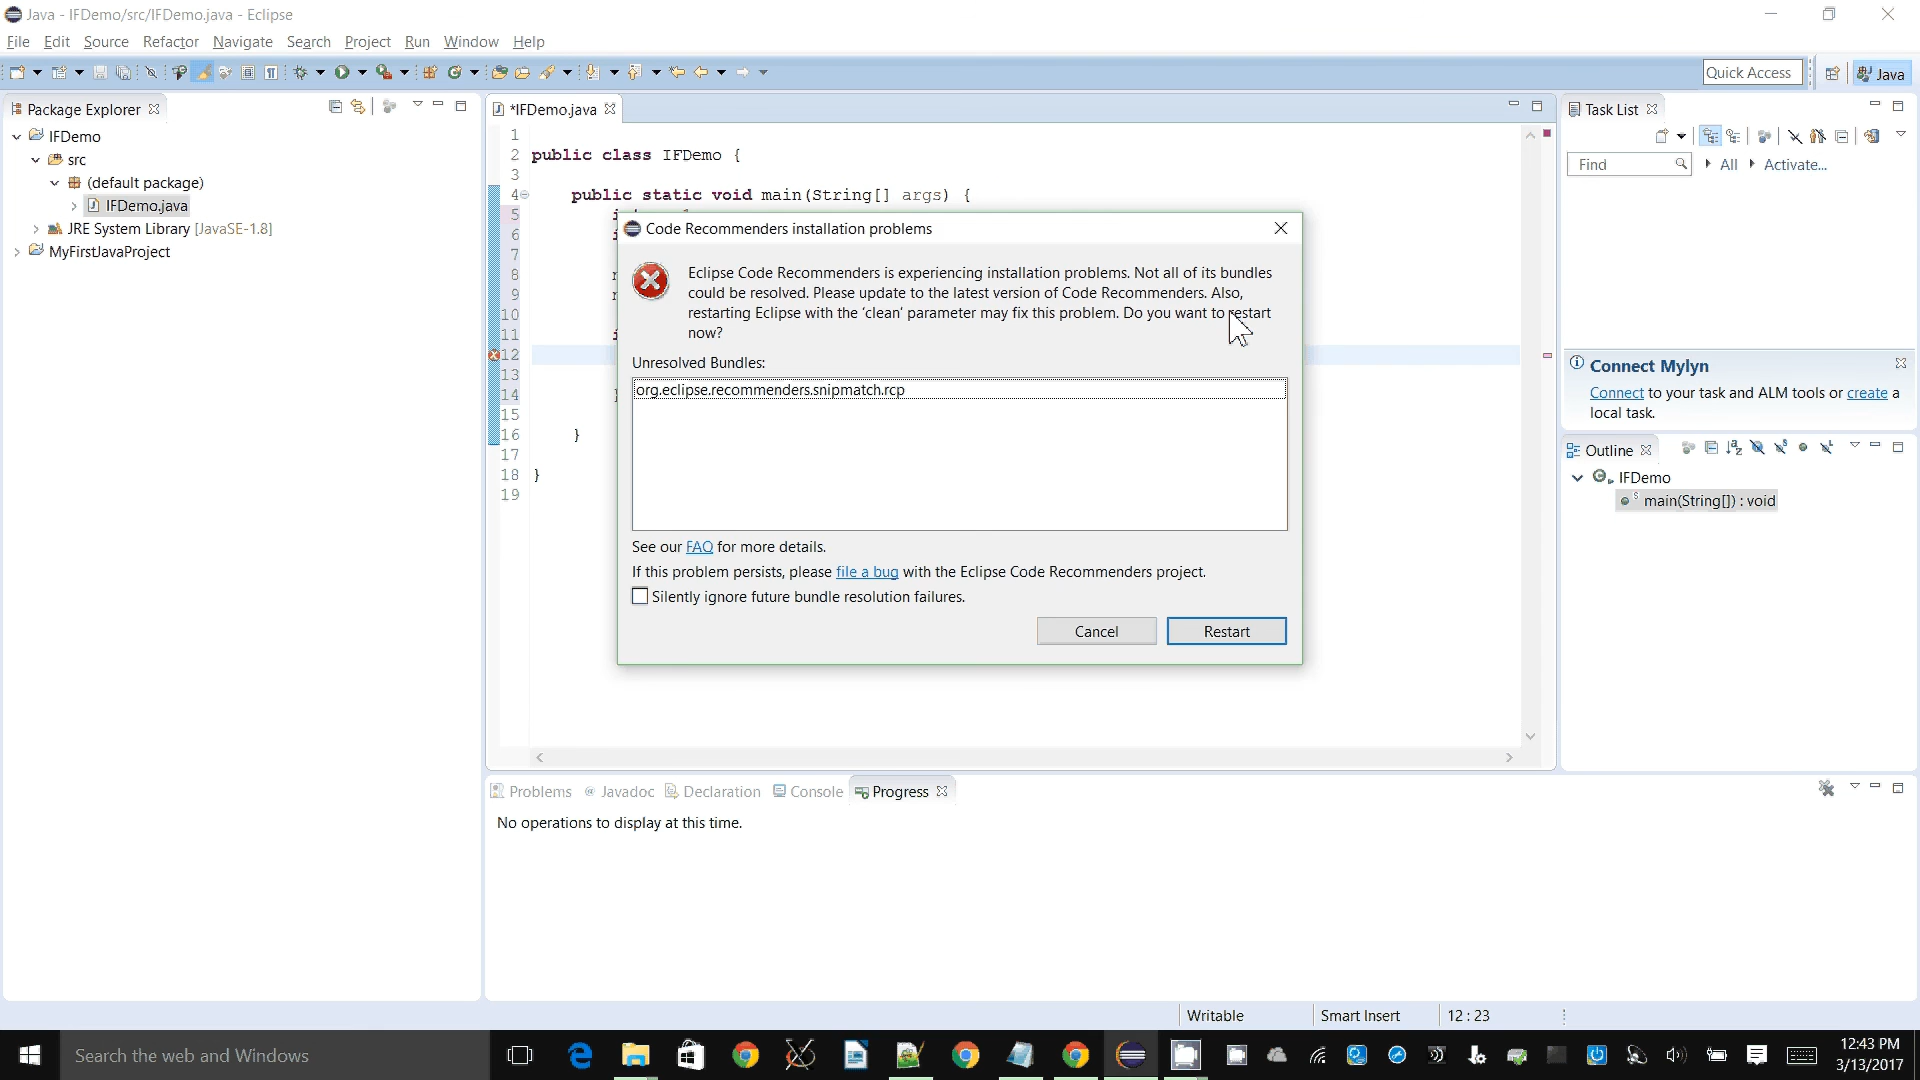 Java - IFDemo/src/IFDemo.java - Eclipse
File Edit Source Refactor Navigate Search Project Run Window Help
Quick Access
Java
Package Explorer
IFDemo
src
(default package)
IFDemo.java
JRE System Library [JavaSE-1.8]
MyFirstJavaProject
*IFDemo.java
1
2 public class IFDemo {
3
4 public static void main(String[] args) {
5
6
7
8
9
10
11
12
13
14
15
16 }
17
18 }
19
Code Recommenders installation problems
Eclipse Code Recommenders is experiencing installation problems. Not all of its bundles
could be resolved. Please update to the latest version of Code Recommenders. Also,
restarting Eclipse with the 'clean' parameter may fix this problem. Do you want to restart
now?
Unresolved Bundles:
org.eclipse.recommenders.snipmatch.rcp
See our FAQ for more details.
If this problem persists, please file a bug with the Eclipse Code Recommenders project.
Silently ignore future bundle resolution failures.
Cancel Restart
Task List
Find All Activate...
Connect Mylyn
Connect to your task and ALM tools or create a
local task.
Outline
IFDemo
main(String[]) : void
Problems Javadoc Declaration Console Progress
No operations to display at this time.
Writable Smart Insert 12 : 23
Search the web and Windows
12:43 PM
3/13/2017